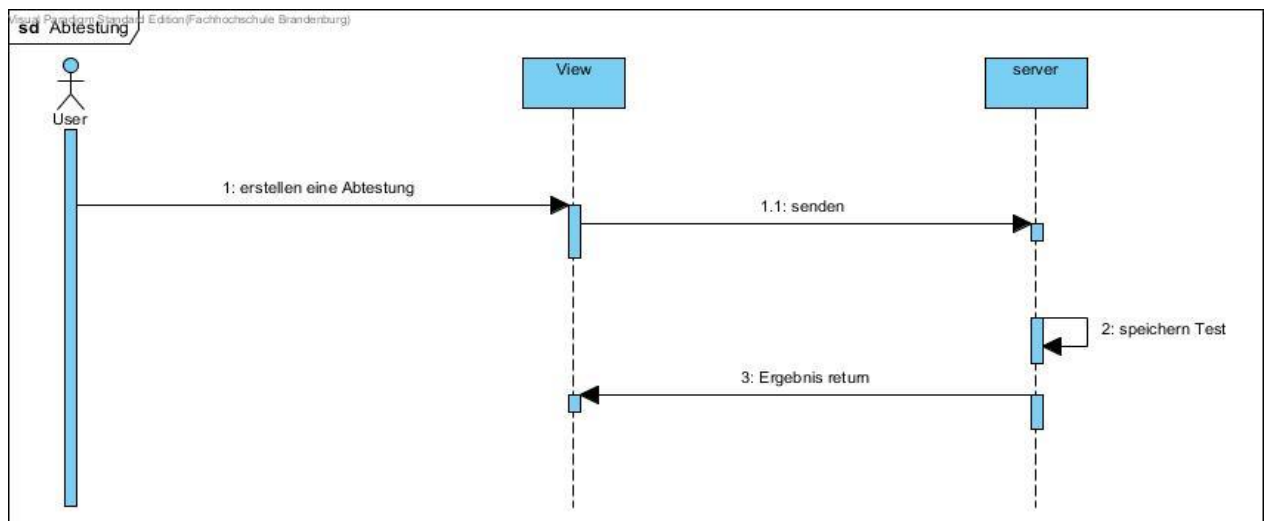 Visual Paradigm Standard Edition(Fachhochschule Brandenburg)
sd Abtestung
User
View
server
1: erstellen eine Abtestung
1.1: senden
2: speichern Test
3: Ergebnis return